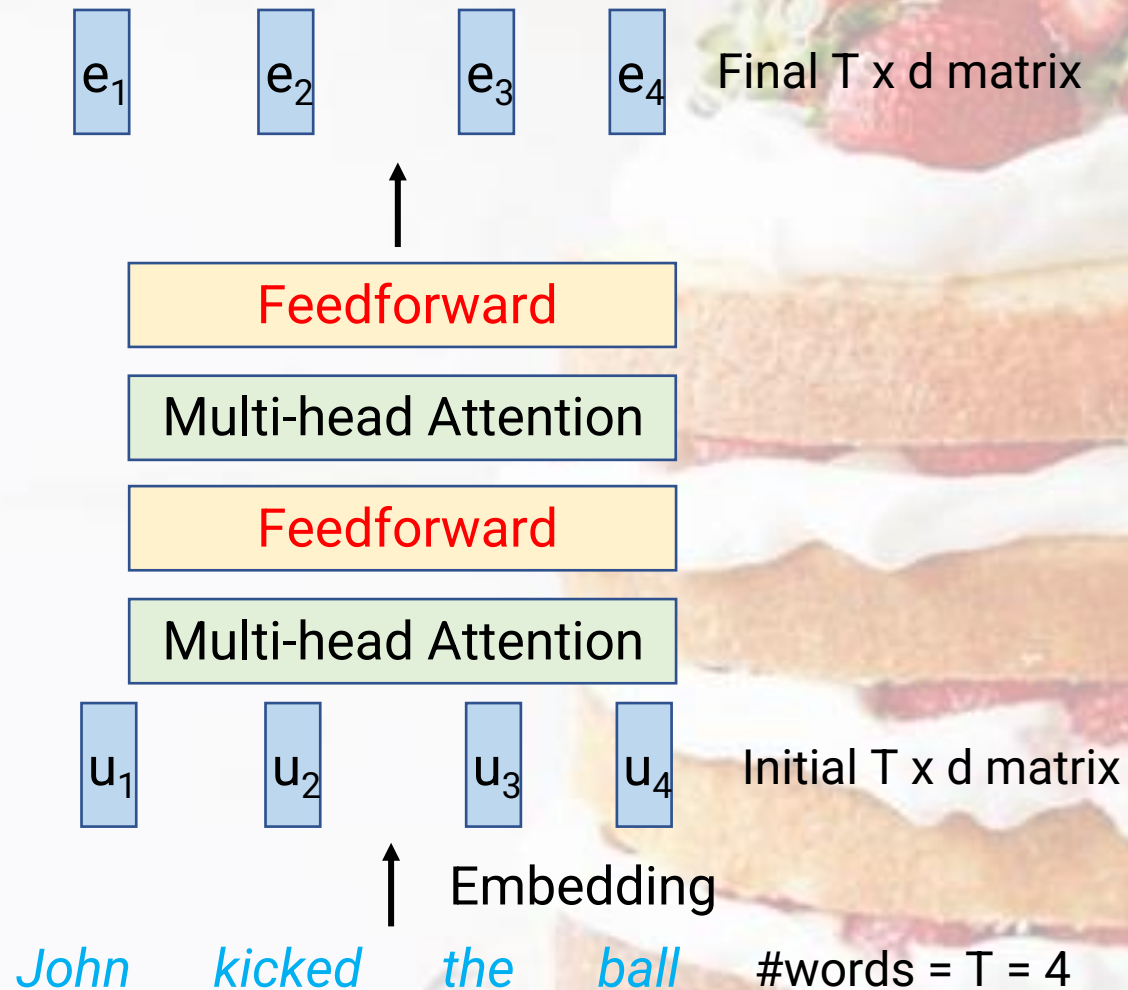 e₁ e₂ e₃ e₄ Final T x d matrix
Feedforward
Multi-head Attention
Feedforward
Multi-head Attention
u₁ u₂ u₃ u₄ Initial T x d matrix
Embedding
John kicked the ball #words = T = 4